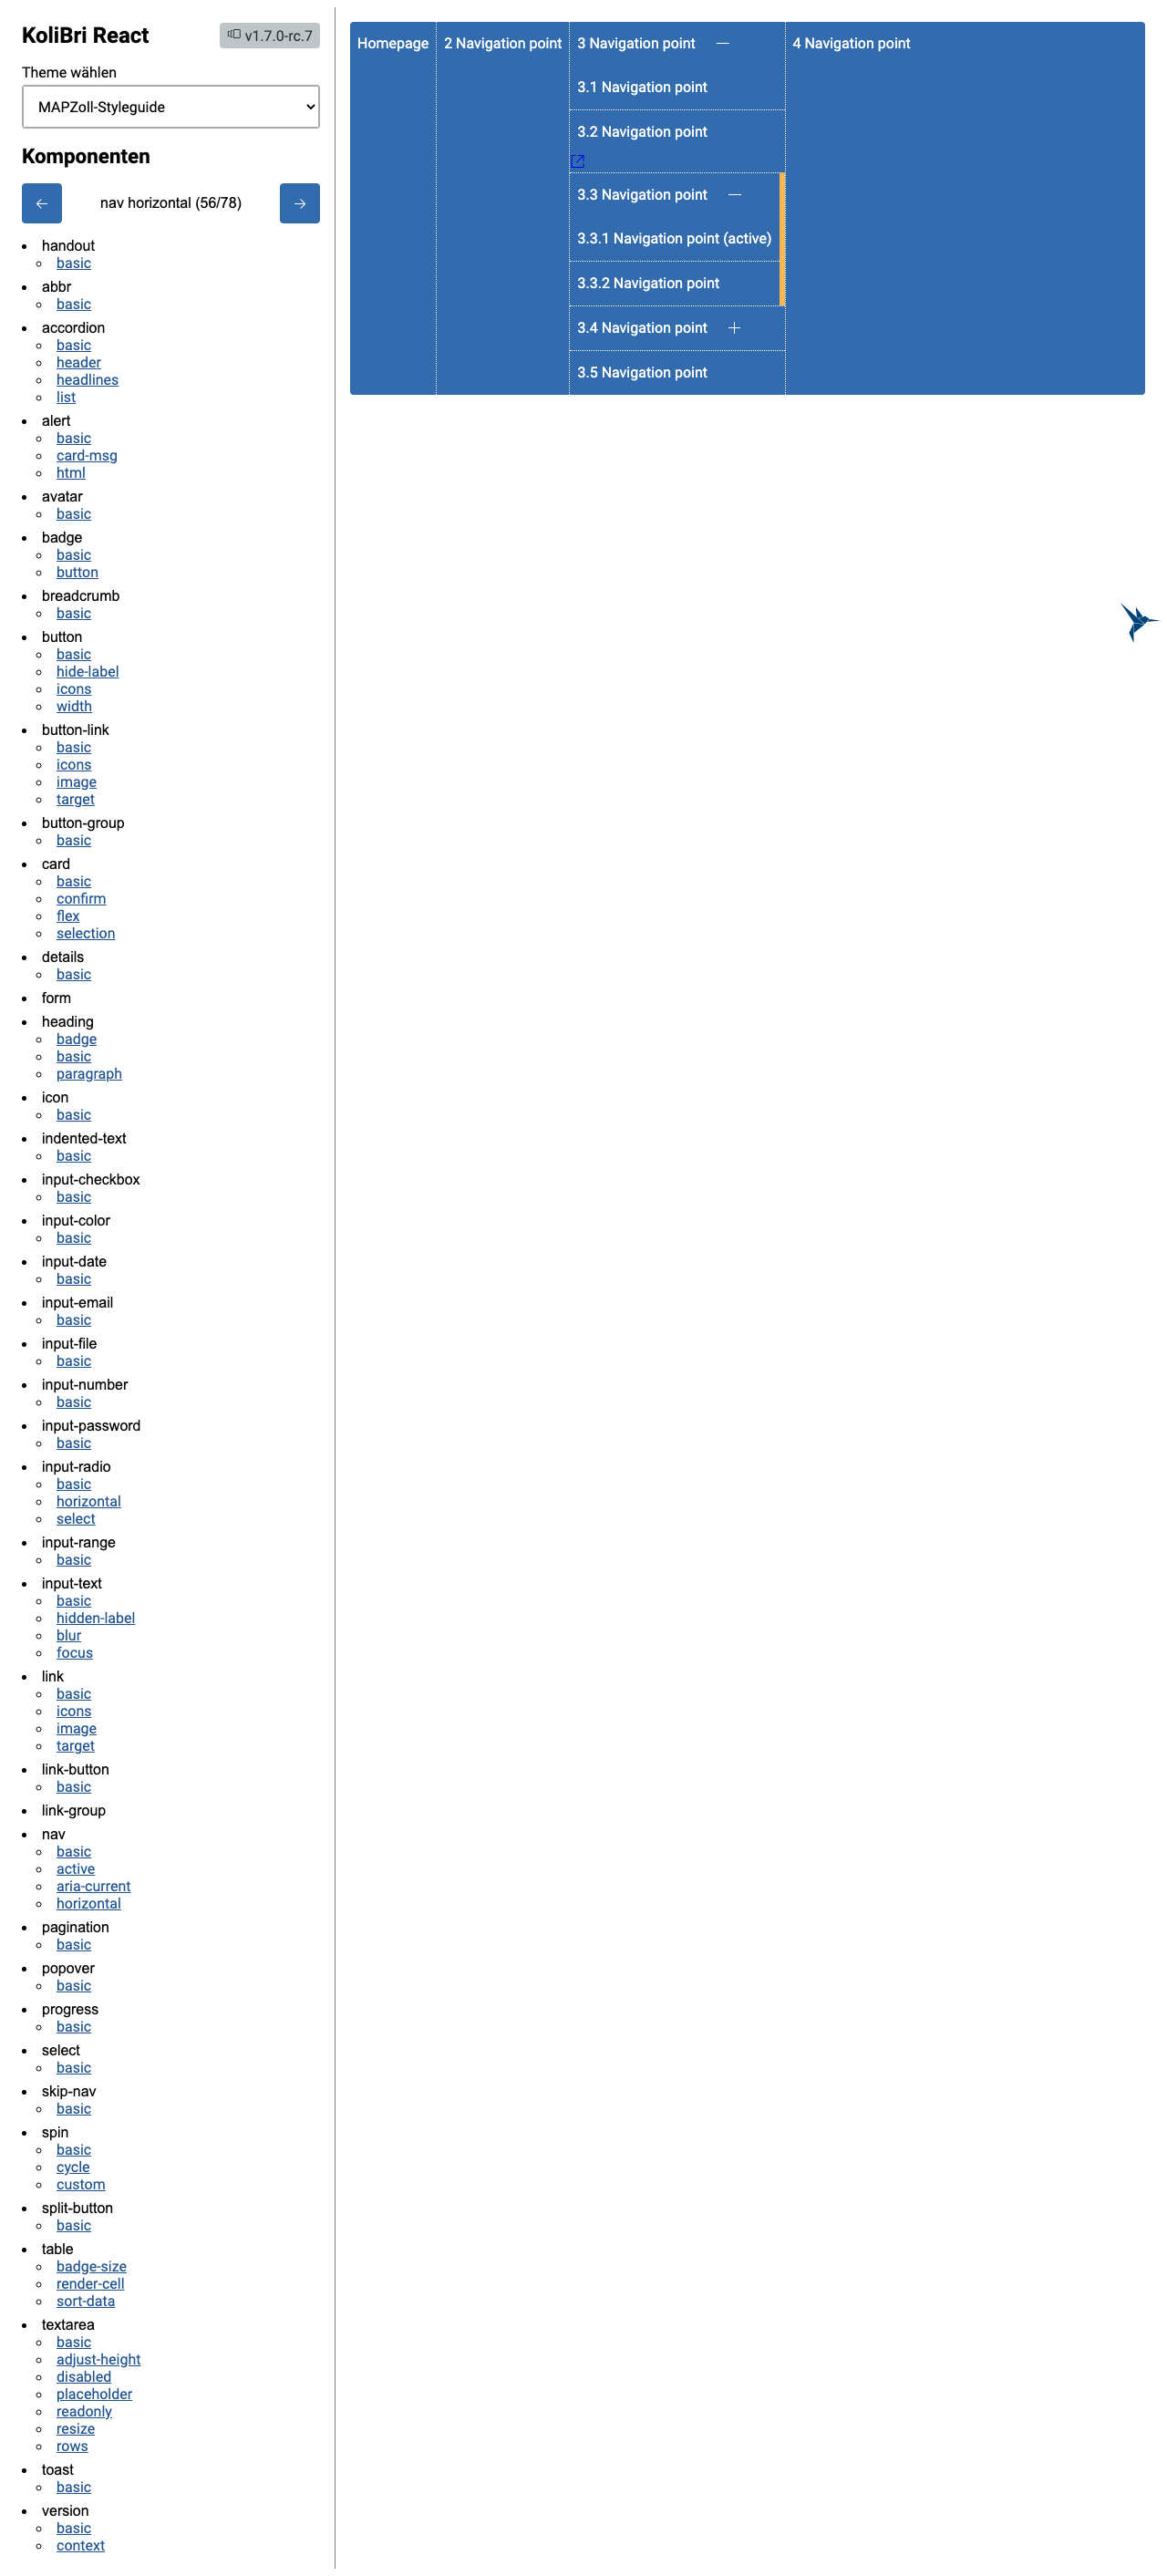 KoliBri React
v1.7.0-rc.7
Theme wählen
MAPZoll-Styleguide
Komponenten
nav horizontal (56/78)
handout
basic
abbr
basic
accordion
basic
header
headlines
list
alert
basic
card-msg
html
avatar
basic
badge
basic
button
breadcrumb
basic
button
basic
hide-label
icons
width
button-link
basic
icons
image
target
button-group
basic
card
basic
confirm
flex
selection
details
basic
form
heading
badge
basic
paragraph
icon
basic
indented-text
basic
input-checkbox
basic
input-color
basic
input-date
basic
input-email
basic
input-file
basic
input-number
basic
input-password
basic
input-radio
basic
horizontal
select
input-range
basic
input-text
basic
hidden-label
blur
focus
link
basic
icons
image
target
link-button
basic
link-group
nav
basic
active
aria-current
horizontal
pagination
basic
popover
basic
progress
basic
select
basic
skip-nav
basic
spin
basic
cycle
custom
split-button
basic
table
badge-size
render-cell
sort-data
textarea
basic
adjust-height
disabled
placeholder
readonly
resize
rows
toast
basic
version
basic
context
Homepage
2 Navigation point
3 Navigation point
3.1 Navigation point
3.2 Navigation point
3.3 Navigation point
3.3.1 Navigation point (active)
3.3.2 Navigation point
3.4 Navigation point
3.5 Navigation point
4 Navigation point